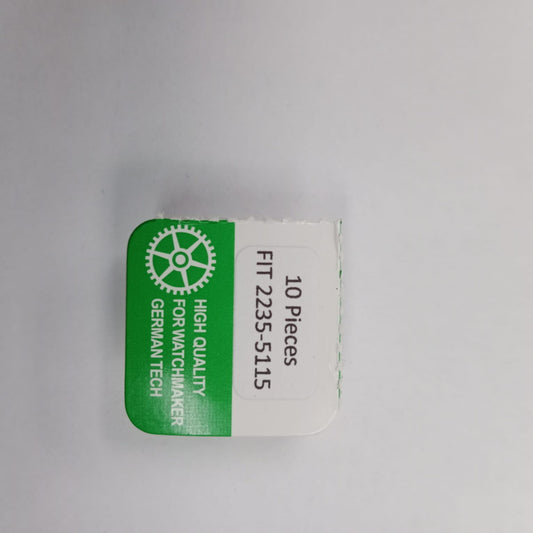 10 Pieces
FIT 2235-5115
HIGH QUALITY
FOR WATCHMAKER
GERMAN TECH